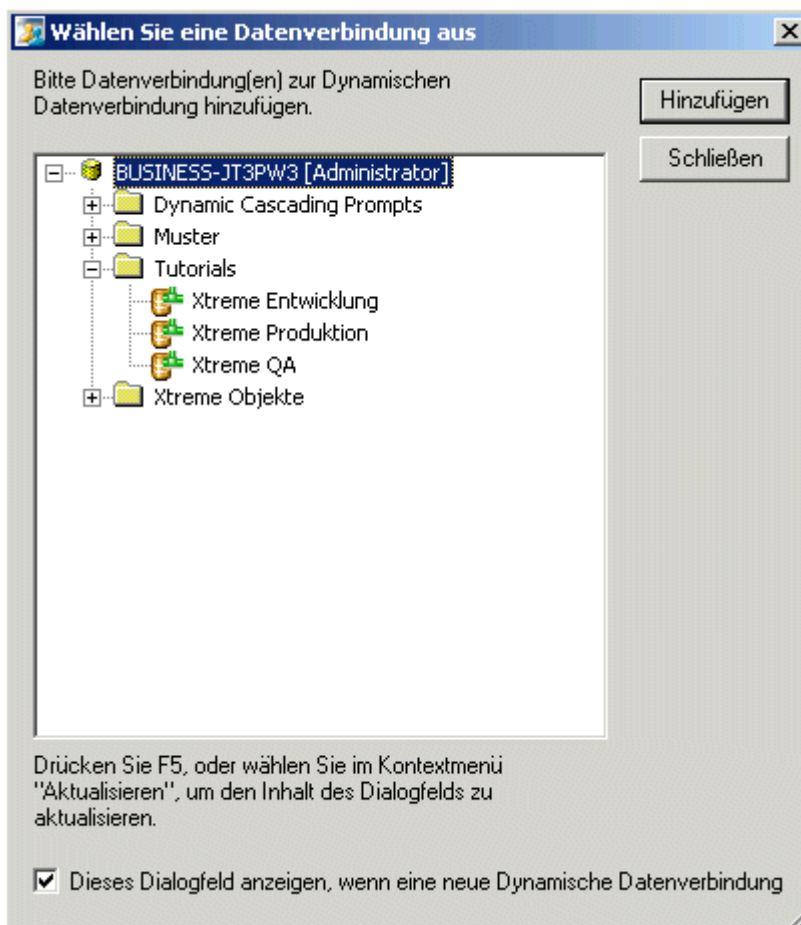 Wählen Sie eine Datenverbindung aus
Bitte Datenverbindung(en) zur Dynamischen
Datenverbindung hinzufügen.
Hinzufügen
Schließen
BUSINESS-JT3PW3 [Administrator]
Dynamic Cascading Prompts
Muster
Tutorials
Xtreme Entwicklung
Xtreme Produktion
Xtreme QA
Xtreme Objekte
Drücken Sie F5, oder wählen Sie im Kontextmenü
"Aktualisieren", um den Inhalt des Dialogfelds zu
aktualisieren.
Dieses Dialogfeld anzeigen, wenn eine neue Dynamische Datenverbindung